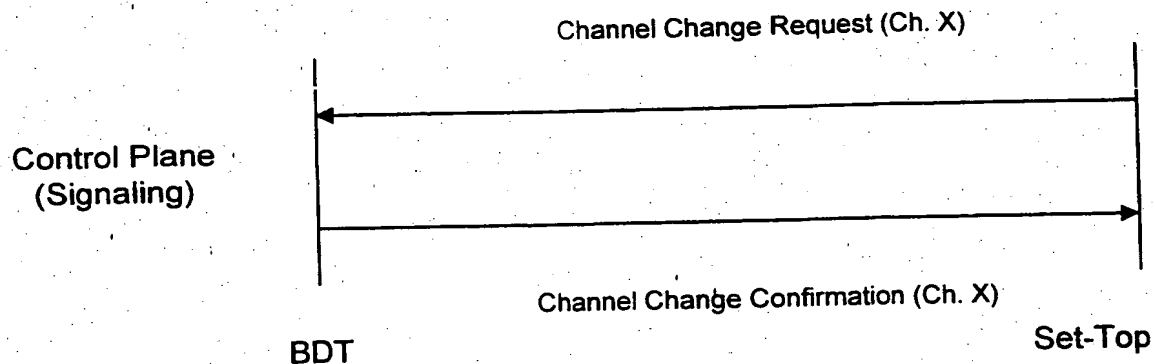 Channel Change Request (Ch. X)
Control Plane
(Signaling)
Channel Change Confirmation (Ch. X)
BDT
Set-Top